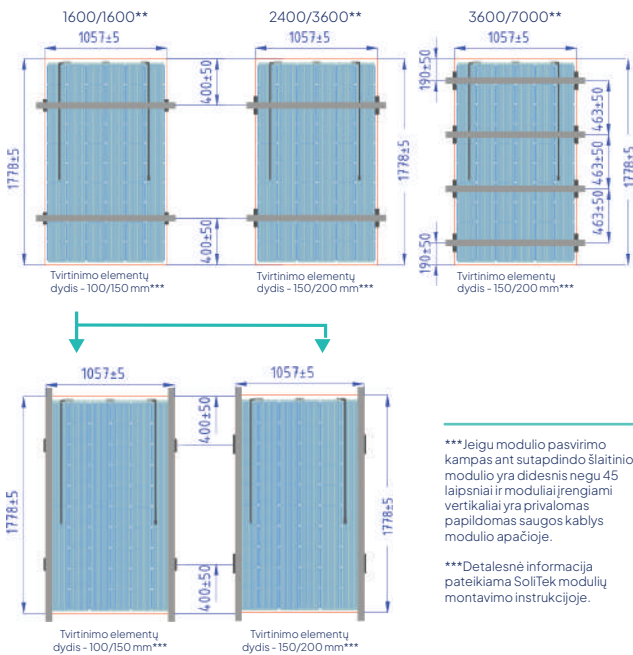 1600/1600**
2400/3600**
3600/7000**
1057±5
1057±5
1057±5
1778±5
400±50
400±50
1778±5
190±50
190±50
463±50
463±50
463±50
1778±5
Tvirtinimo elementų
dydis - 100/150 mm***
Tvirtinimo elementų
dydis - 150/200 mm***
Tvirtinimo elementų
dydis - 150/200 mm***
1057±5
1057±5
1778±5
400±50
400±50
1778±5
Tvirtinimo elementų
dydis - 100/150 mm***
Tvirtinimo elementų
dydis - 150/200 mm***
***Jeigu modulio pasvirimo
kampas ant sutapdindo šlaitinio
modulio yra didesnis negu 45
laipsniai ir moduliai įrengiami
vertikaliai yra privalomas
papildomas saugos kablys
modulio apačioje.
***Detalesnė informacija
pateikiama SoliTek modulių
montavimo instrukcijoje.